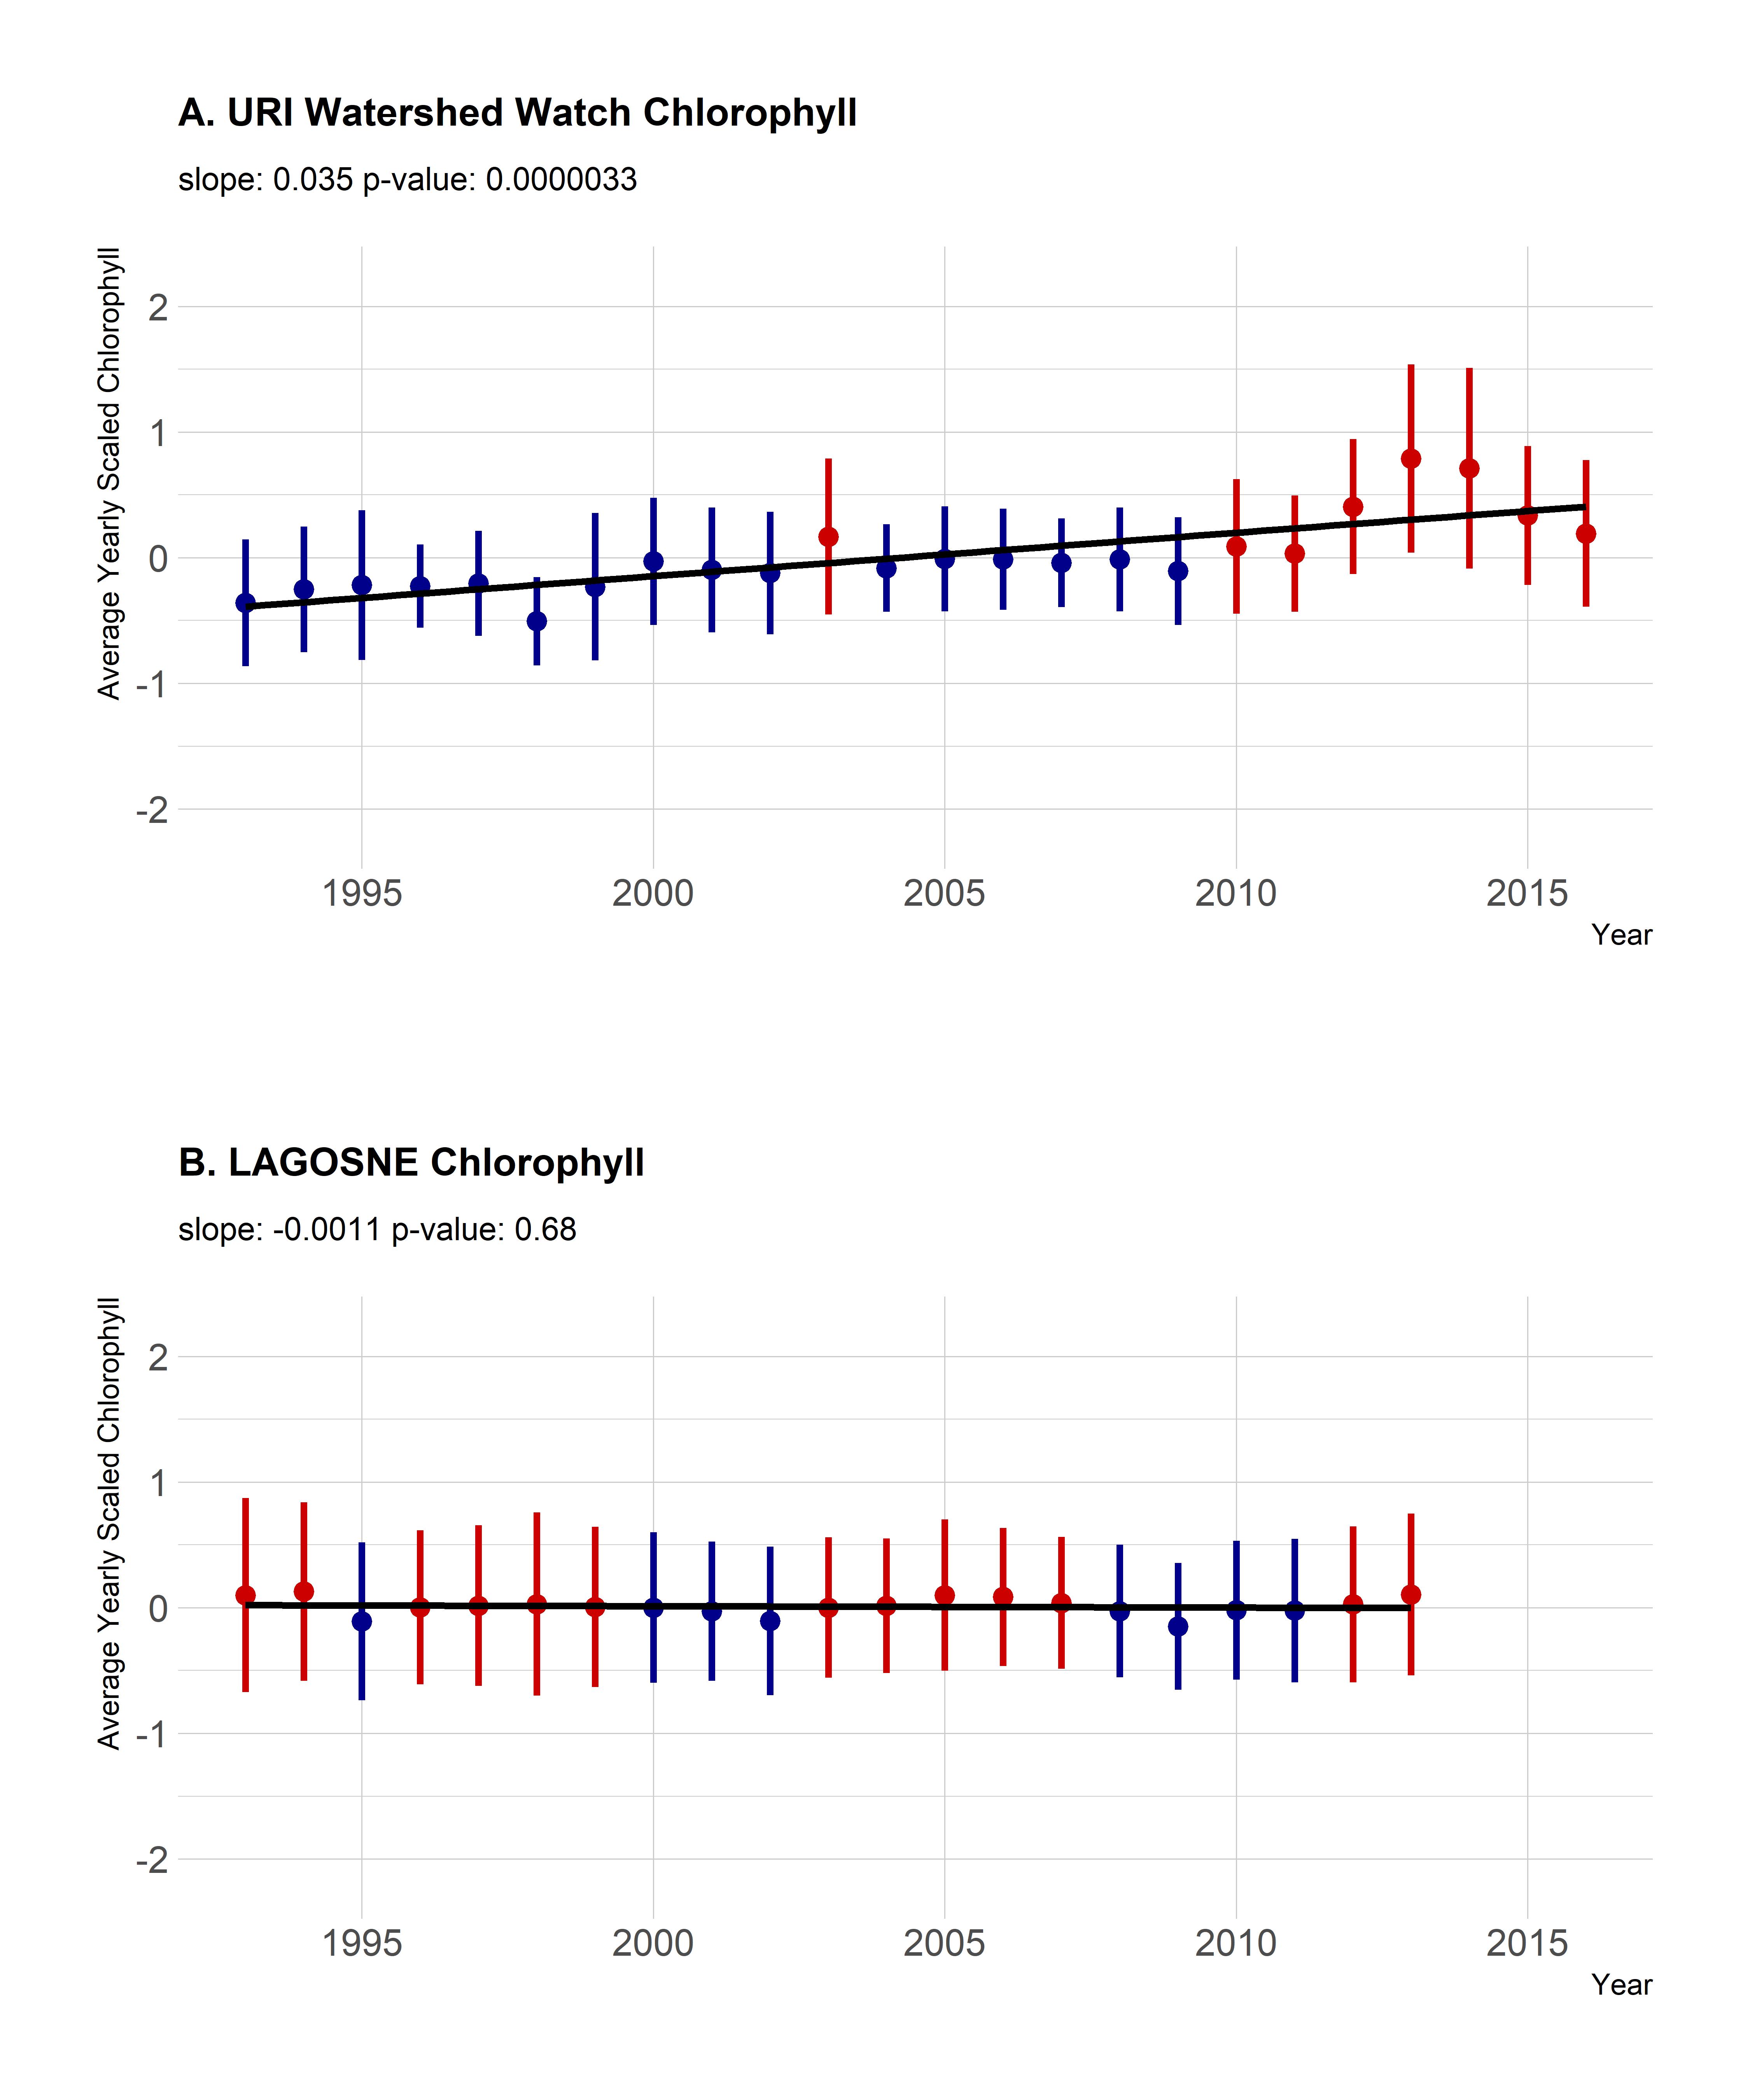 A. URI Watershed Watch Chlorophyll
slope: 0.035 p-value: 0.0000033
Average Yearly Scaled Chlorophyll
2
1
0
-1
-2
1995 2000 2005 2010 2015
Year
B. LAGOSNE Chlorophyll
slope: -0.0011 p-value: 0.68
Average Yearly Scaled Chlorophyll
2
1
0
-1
-2
1995 2000 2005 2010 2015
Year